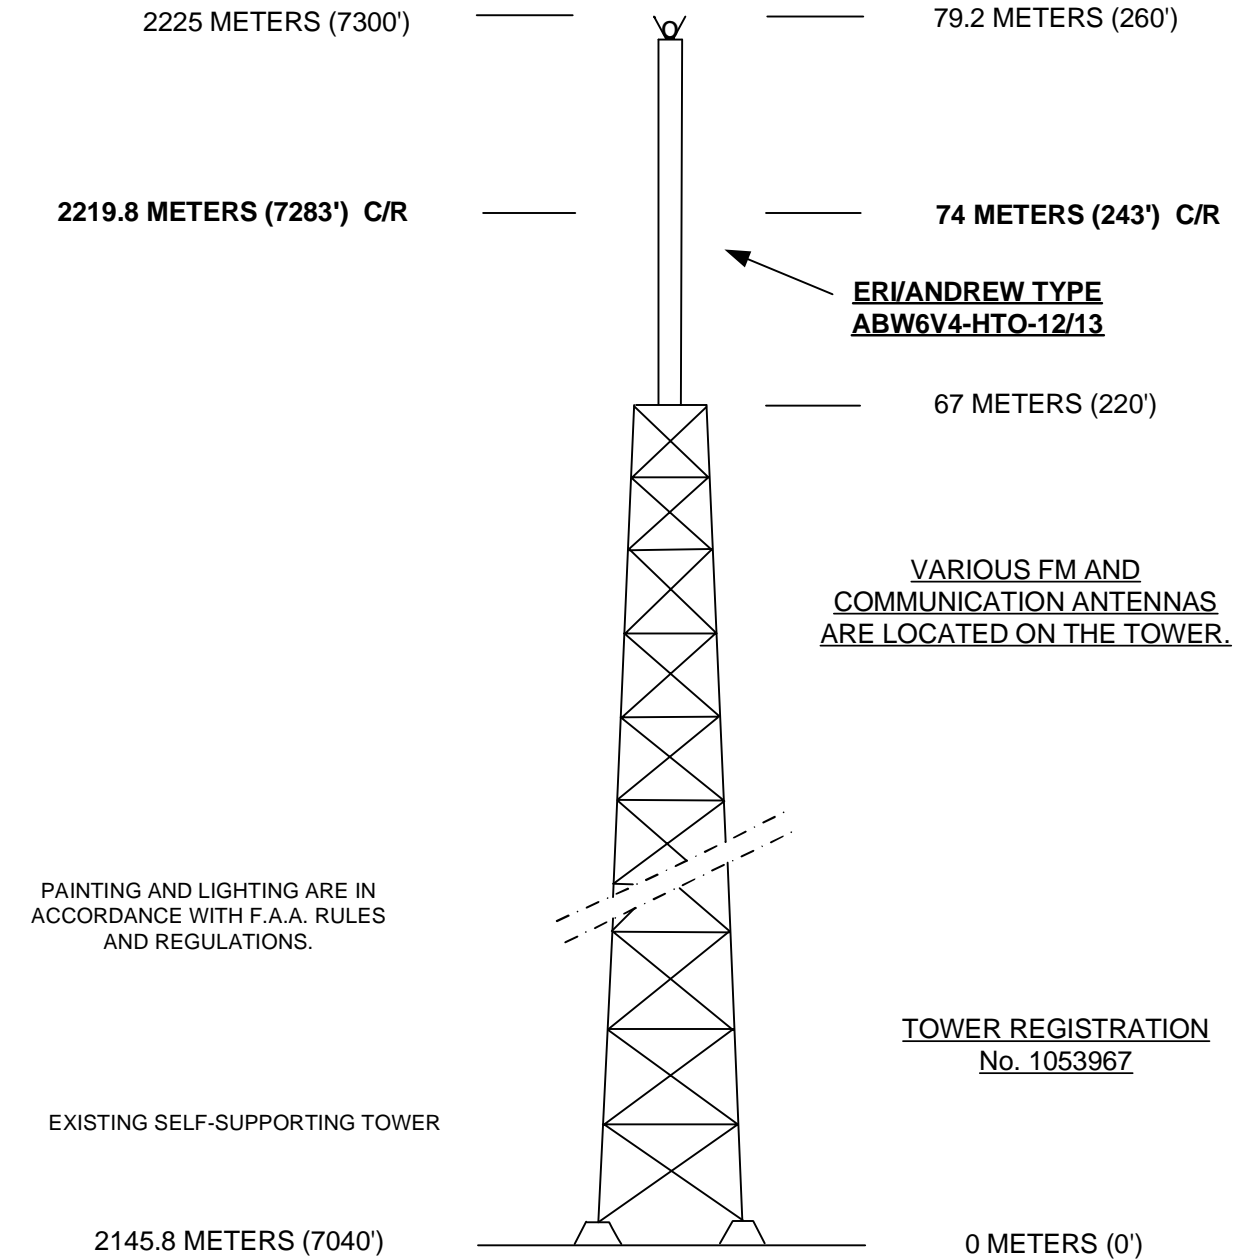 2225 METERS (7300')
79.2 METERS (260')
2219.8 METERS (7283') C/R
74 METERS (243') C/R
ERI/ANDREW TYPE
ABW6V4-HTO-12/13
67 METERS (220')
VARIOUS FM AND
COMMUNICATION ANTENNAS
ARE LOCATED ON THE TOWER.
PAINTING AND LIGHTING ARE IN
ACCORDANCE WITH F.A.A. RULES
AND REGULATIONS.
TOWER REGISTRATION
No. 1053967
EXISTING SELF-SUPPORTING TOWER
2145.8 METERS (7040')
0 METERS (0')